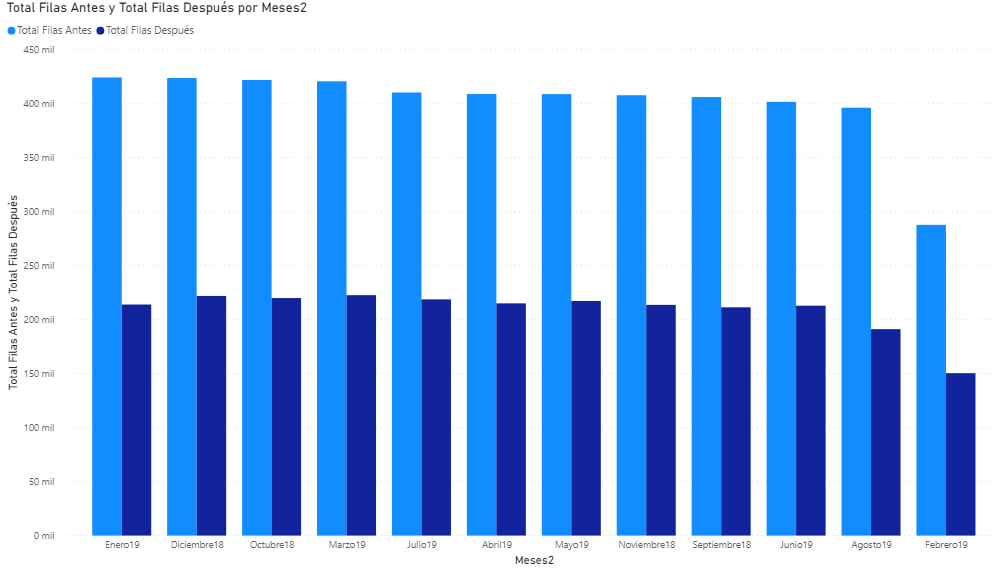 Total Filas Antes y Total Filas Después por Meses2
Total Filas Antes Total Filas Después
450 mil
400 mil
350 mil
300 mil
250 mil
200 mil
150 mil
100 mil
50 mil
0 mil
Total Filas Antes y Total Filas Después
Enero19 Diciembre18 Octubre18 Marzo19 Julio19 Abril19 Mayo19 Noviembre18 Septiembre18 Junio19 Agosto19 Febrero19
Meses2